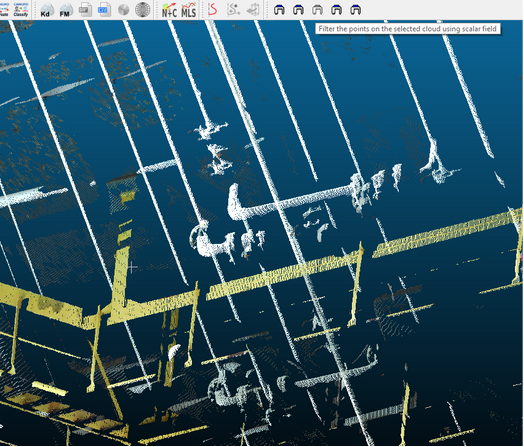 Classify
Kd
FM
N+C
MLS
Filter the points on the selected cloud using scalar field